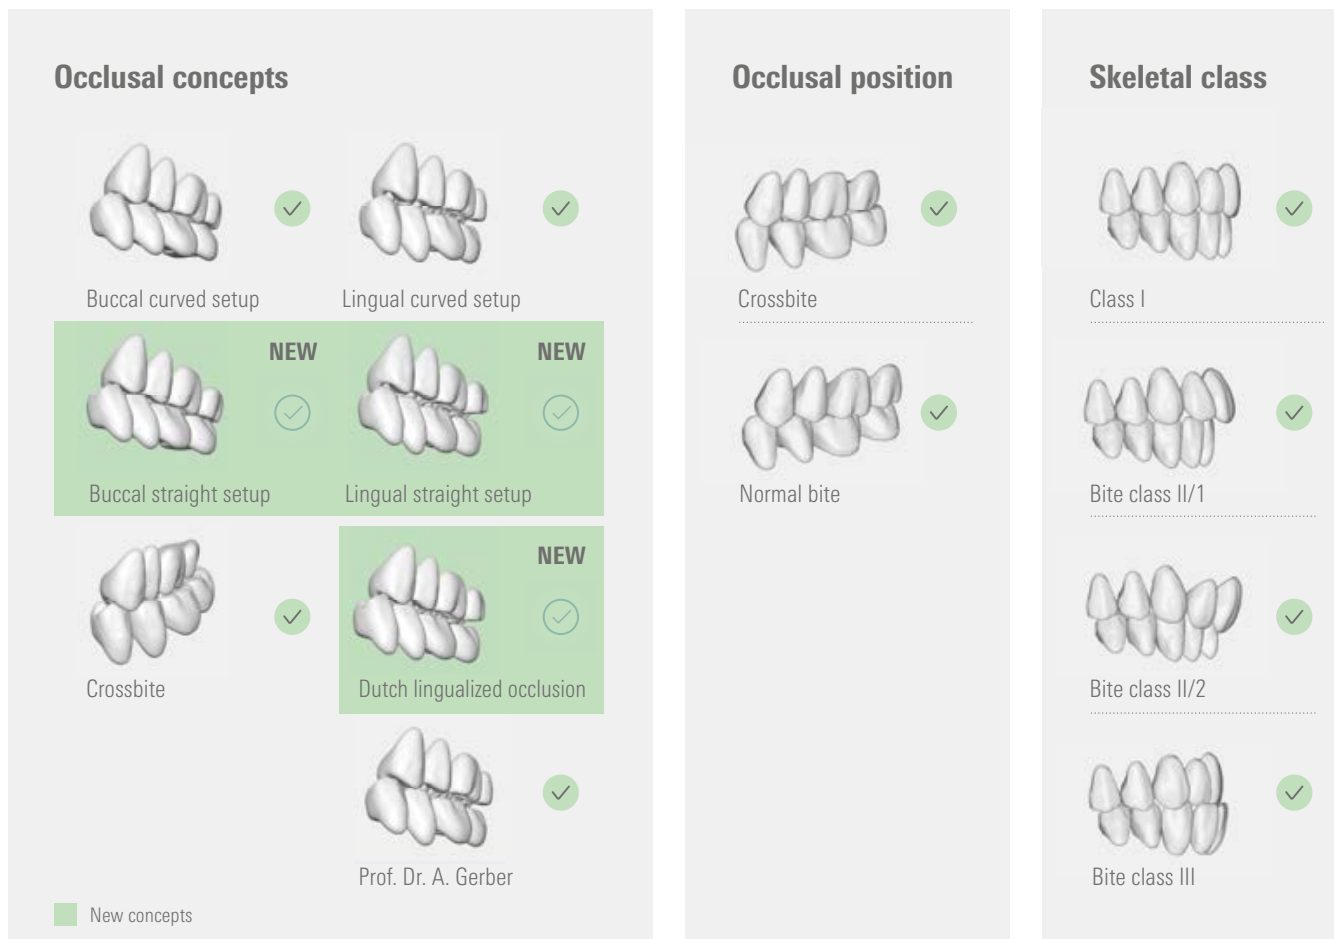 Occlusal concepts
Buccal curved setup
Lingual curved setup
NEW
NEW
Buccal straight setup
Lingual straight setup
NEW
Crossbite
Dutch lingualized occlusion
Prof. Dr. A. Gerber
New concepts
Occlusal position
Crossbite
Normal bite
Skeletal class
Class I
Bite class II/1
Bite class II/2
Bite class III